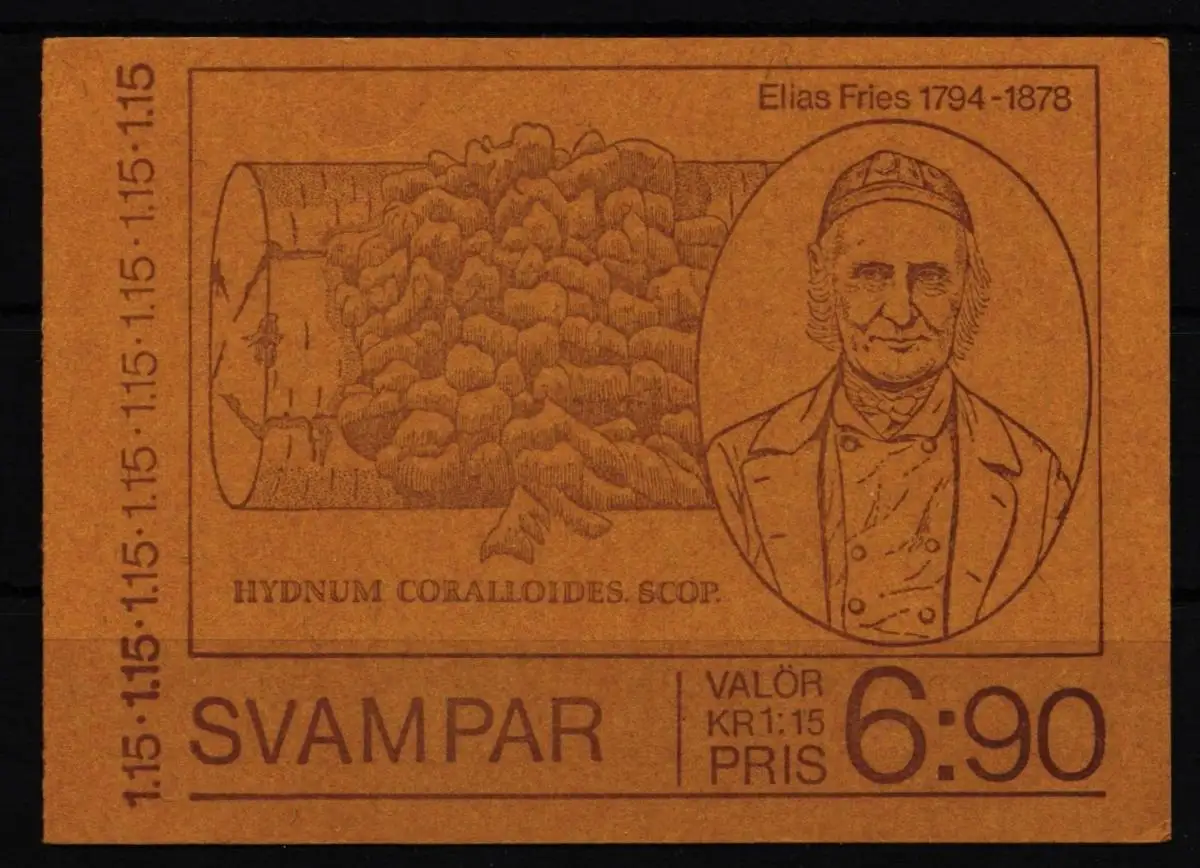 1.15·1.15·1.15·1.15·1.15·1.15·1.15·1.15
Elias Fries 1794-1878
HYDNUM CORALLOIDES. SCOP.
SVAMPAR
VALÖR
KR 1:15
PRIS 6:90